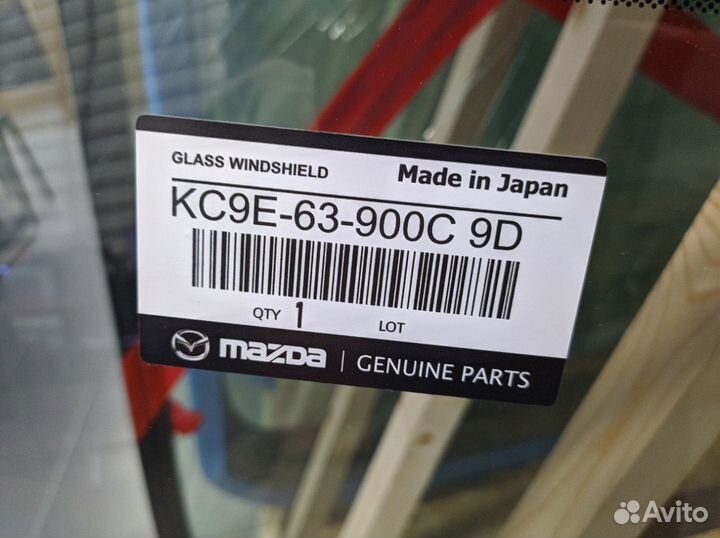 GLASS WINDSHIELD Made in Japan
KC9E-63-900C 9D
QTY 1 LOT
mazda | GENUINE PARTS
Avito